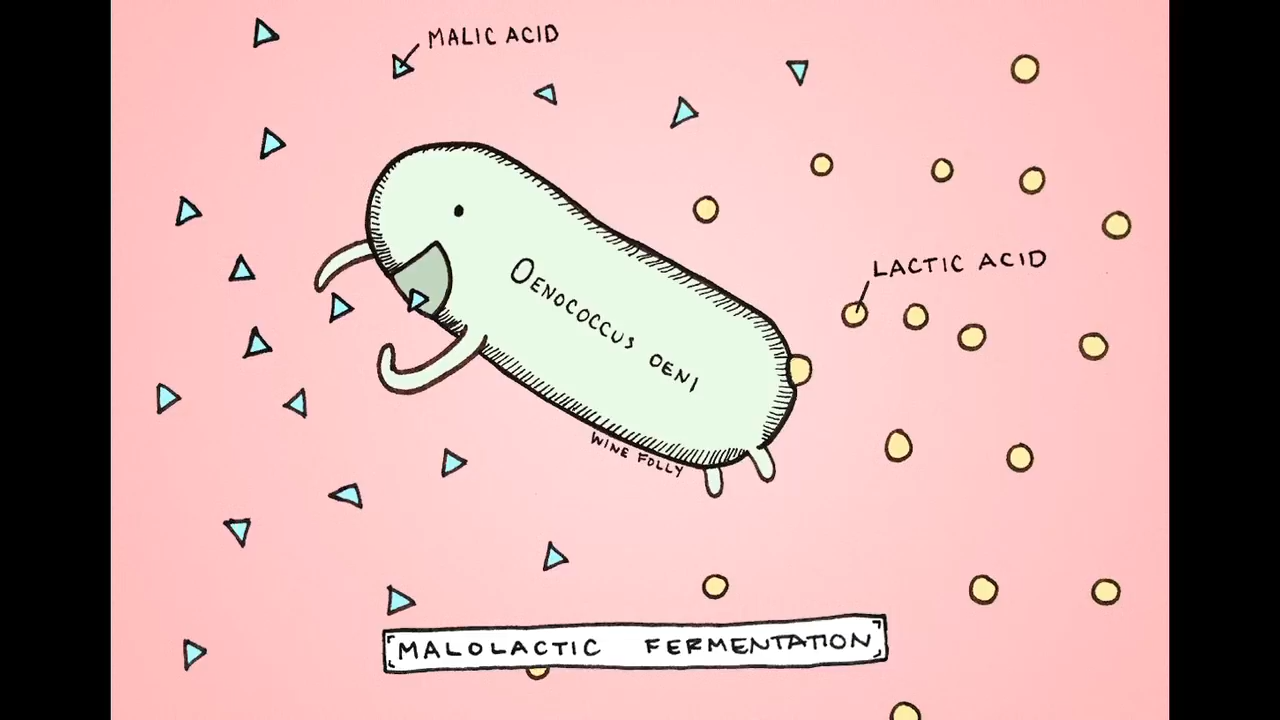 MALIC ACID
LACTIC ACID
OENOCOCCUS OENI
WINE FOLLY
MALOLACTIC FERMENTATION